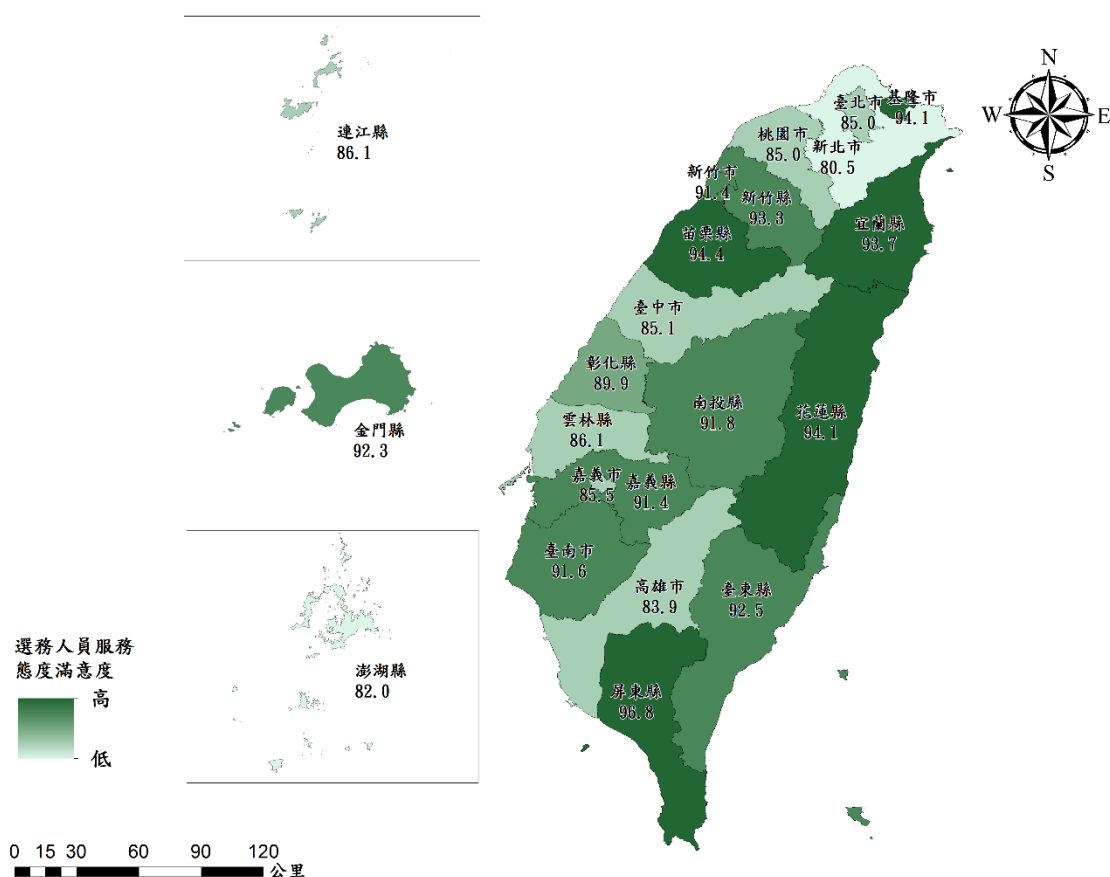 連江縣
86.1
金門縣
92.3
澎湖縣
82.0
選務人員服務
態度滿意度
高
低
0 15 30 60 90 120
公里
N
W
E
S
基隆市
94.1
臺北市
85.0
新北市
80.5
桃園市
85.0
新竹市
91.4
新竹縣
93.3
宜蘭縣
93.7
苗栗縣
94.4
臺中市
85.1
彰化縣
89.9
南投縣
91.8
花蓮縣
94.1
雲林縣
86.1
嘉義市
85.5
嘉義縣
91.4
臺南市
91.6
高雄市
83.9
臺東縣
92.5
屏東縣
96.8